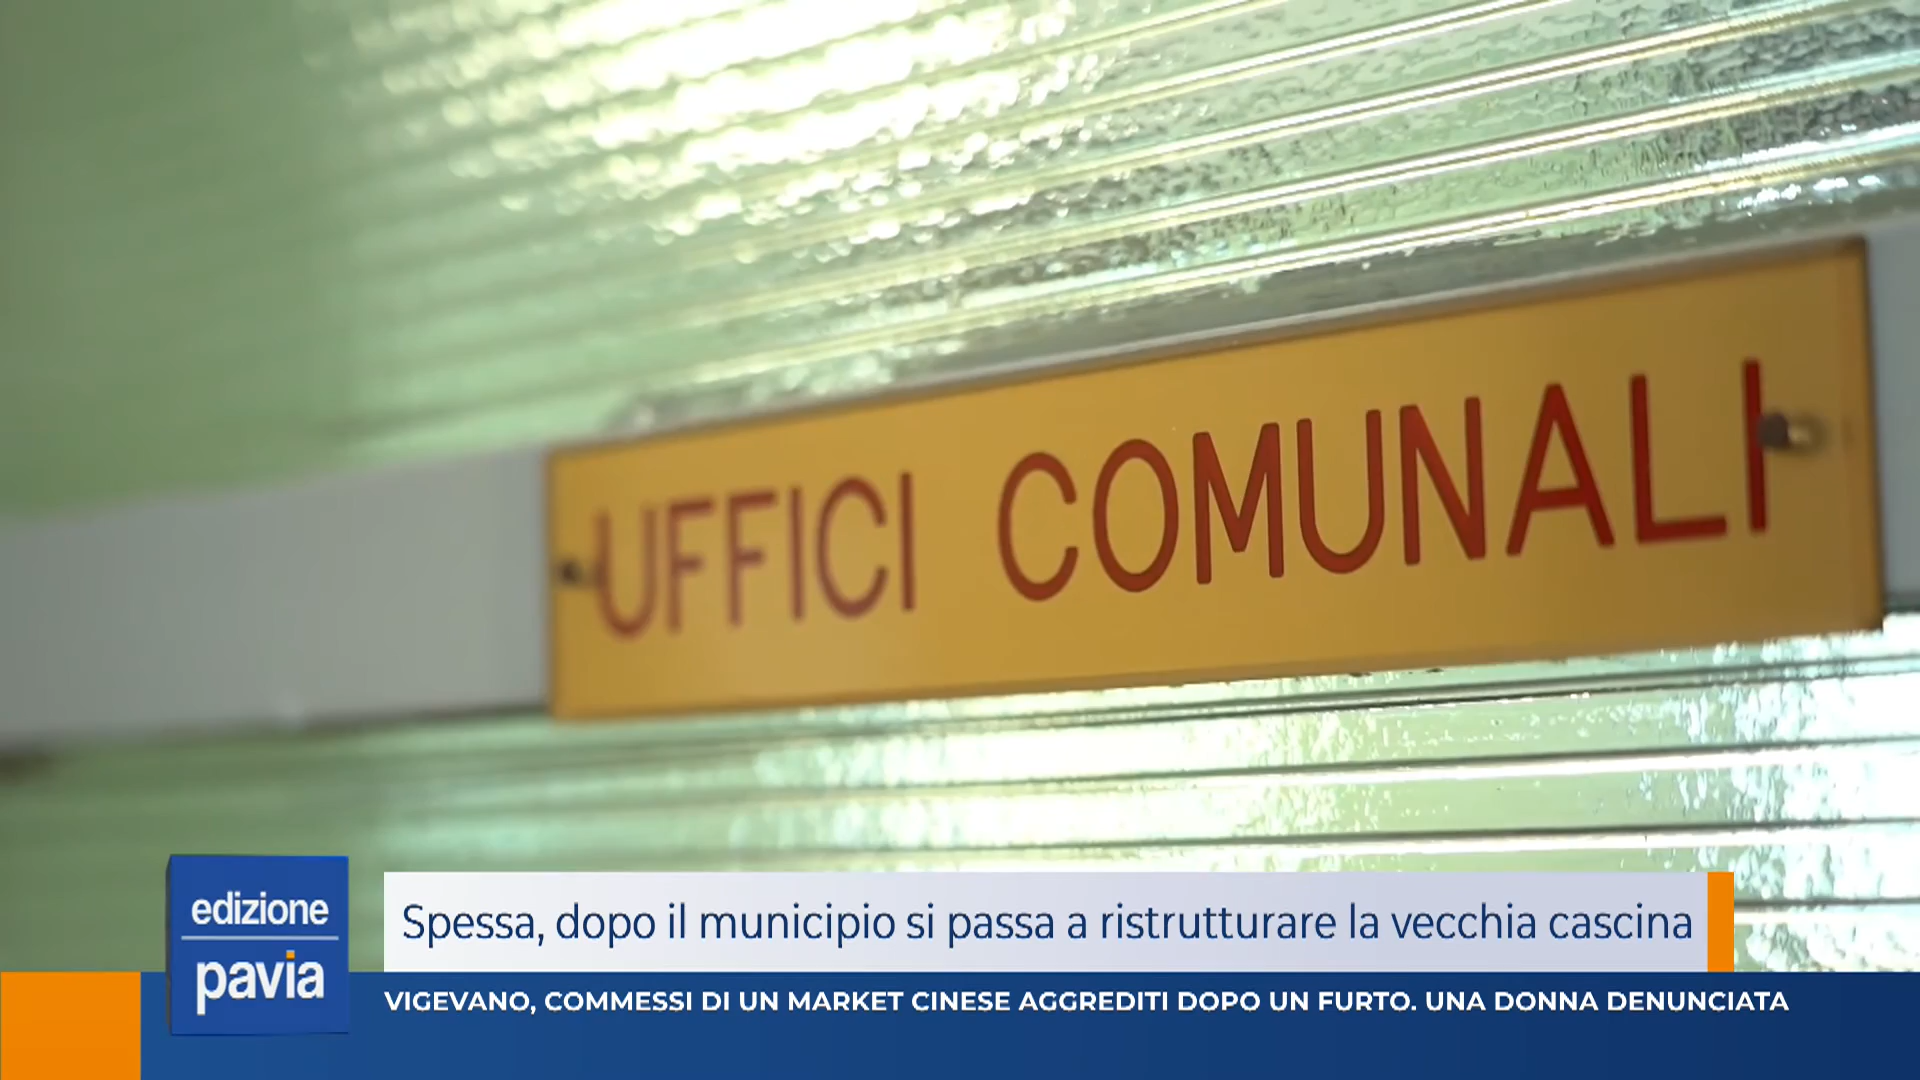 UFFICI COMUNALI
edizione
pavia
Spessa, dopo il municipio si passa a ristrutturare la vecchia cascina
VIGEVANO, COMMESSI DI UN MARKET CINESE AGGREDITI DOPO UN FURTO. UNA DONNA DENUNCIATA